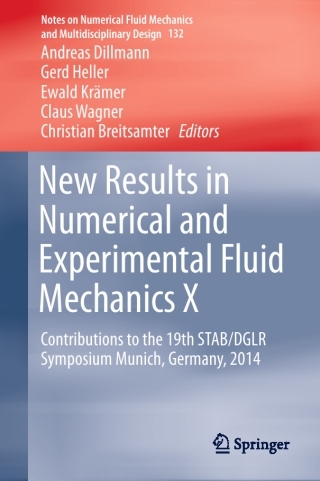 Notes on Numerical Fluid Mechanics
and Multidisciplinary Design 132
Andreas Dillmann
Gerd Heller
Ewald Krämer
Claus Wagner
Christian Breitsamter Editors
New Results in
Numerical and
Experimental Fluid
Mechanics X
Contributions to the 19th STAB/DGLR
Symposium Munich, Germany, 2014
Springer